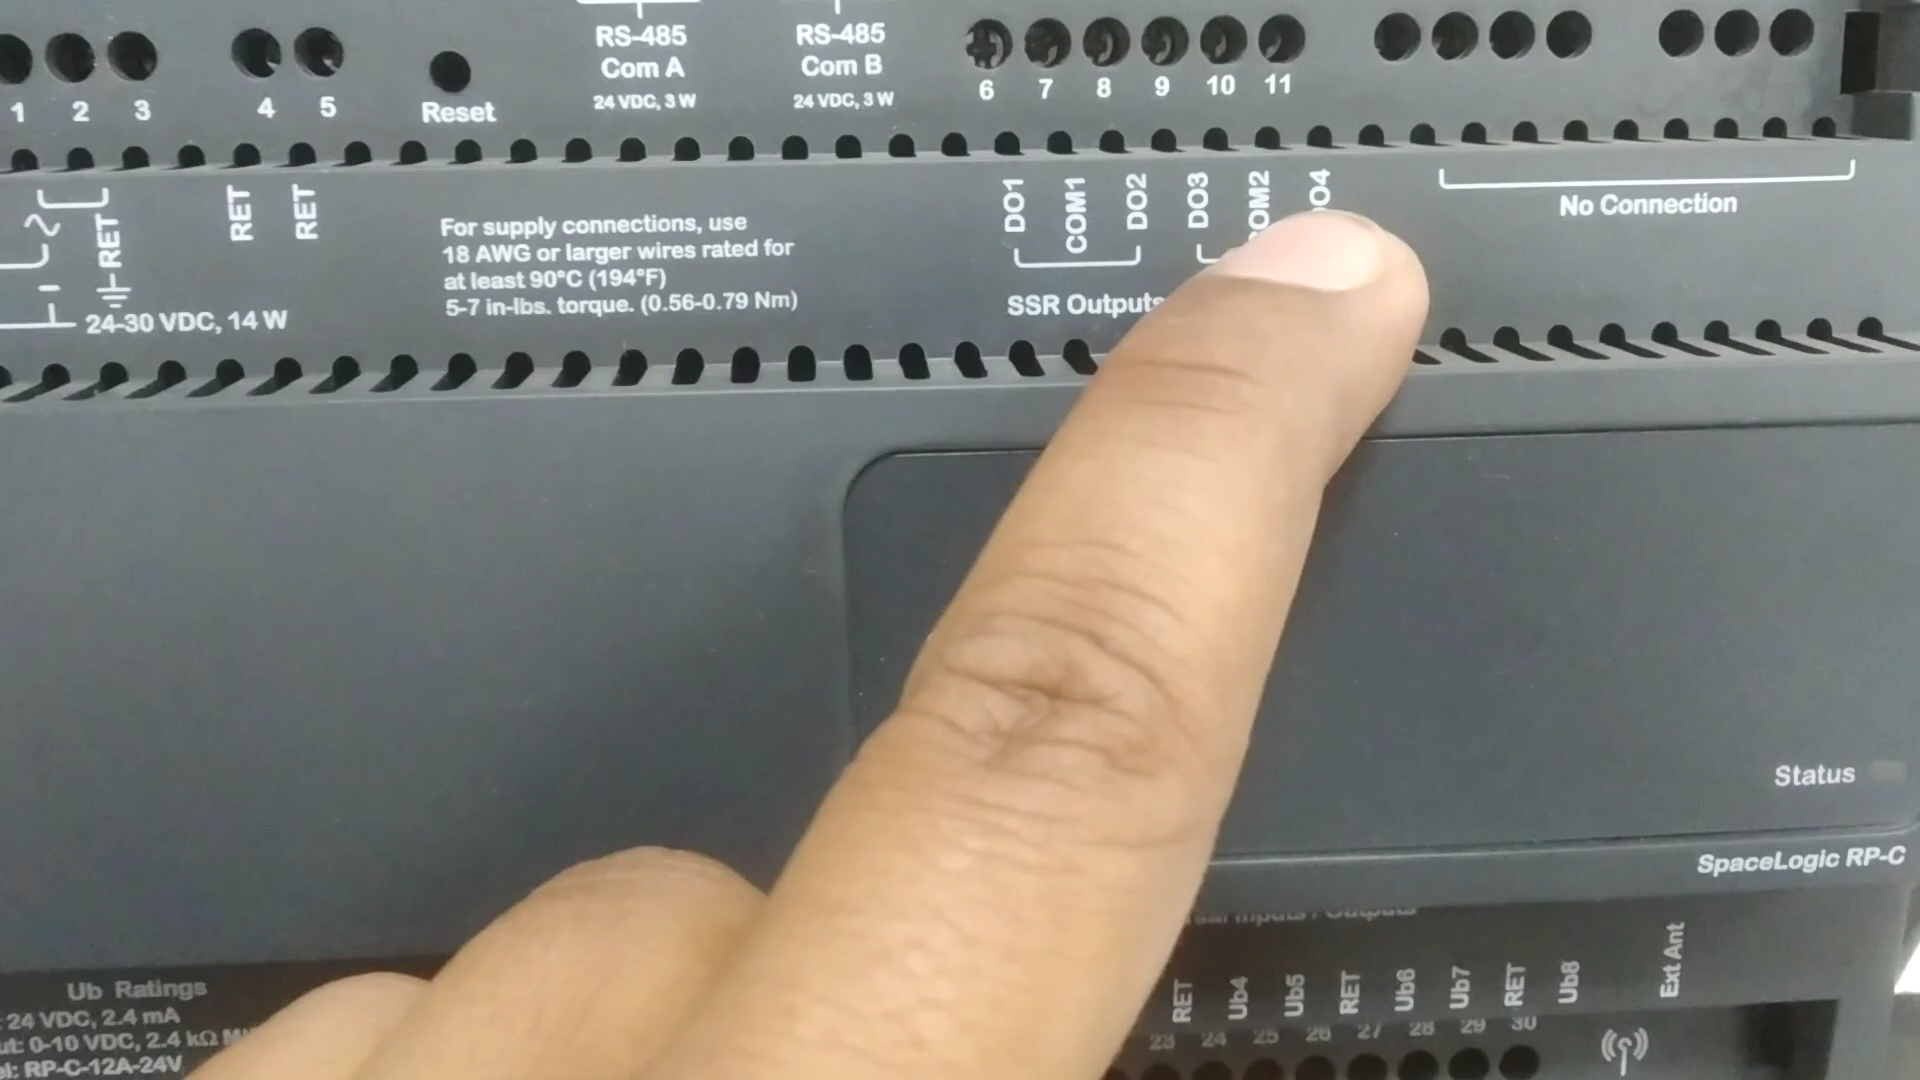 RS-485
Com A
24 VDC, 3 W
RS-485
Com B
24 VDC, 3 W
1 2 3 4 5
Reset
6 7 8 9 10 11
RET
RET
RET
24-30 VDC, 14 W
For supply connections, use
18 AWG or larger wires rated for
at least 90°C (194°F)
5-7 in-lbs. torque. (0.56-0.79 Nm)
DO1 COM1 DO2 DO3 OM2 O4
SSR Outputs
No Connection
Status
SpaceLogic RP-C
Ub Ratings
24 VDC, 2.4 mA
ut: 0-10 VDC, 2.4 kΩ
el: RP-C-12A-24V
RET Ub4 Ub5 RET Ub6 Ub7 RET Ub8 Ext Ant
23 24 25 26 27 28 29 30